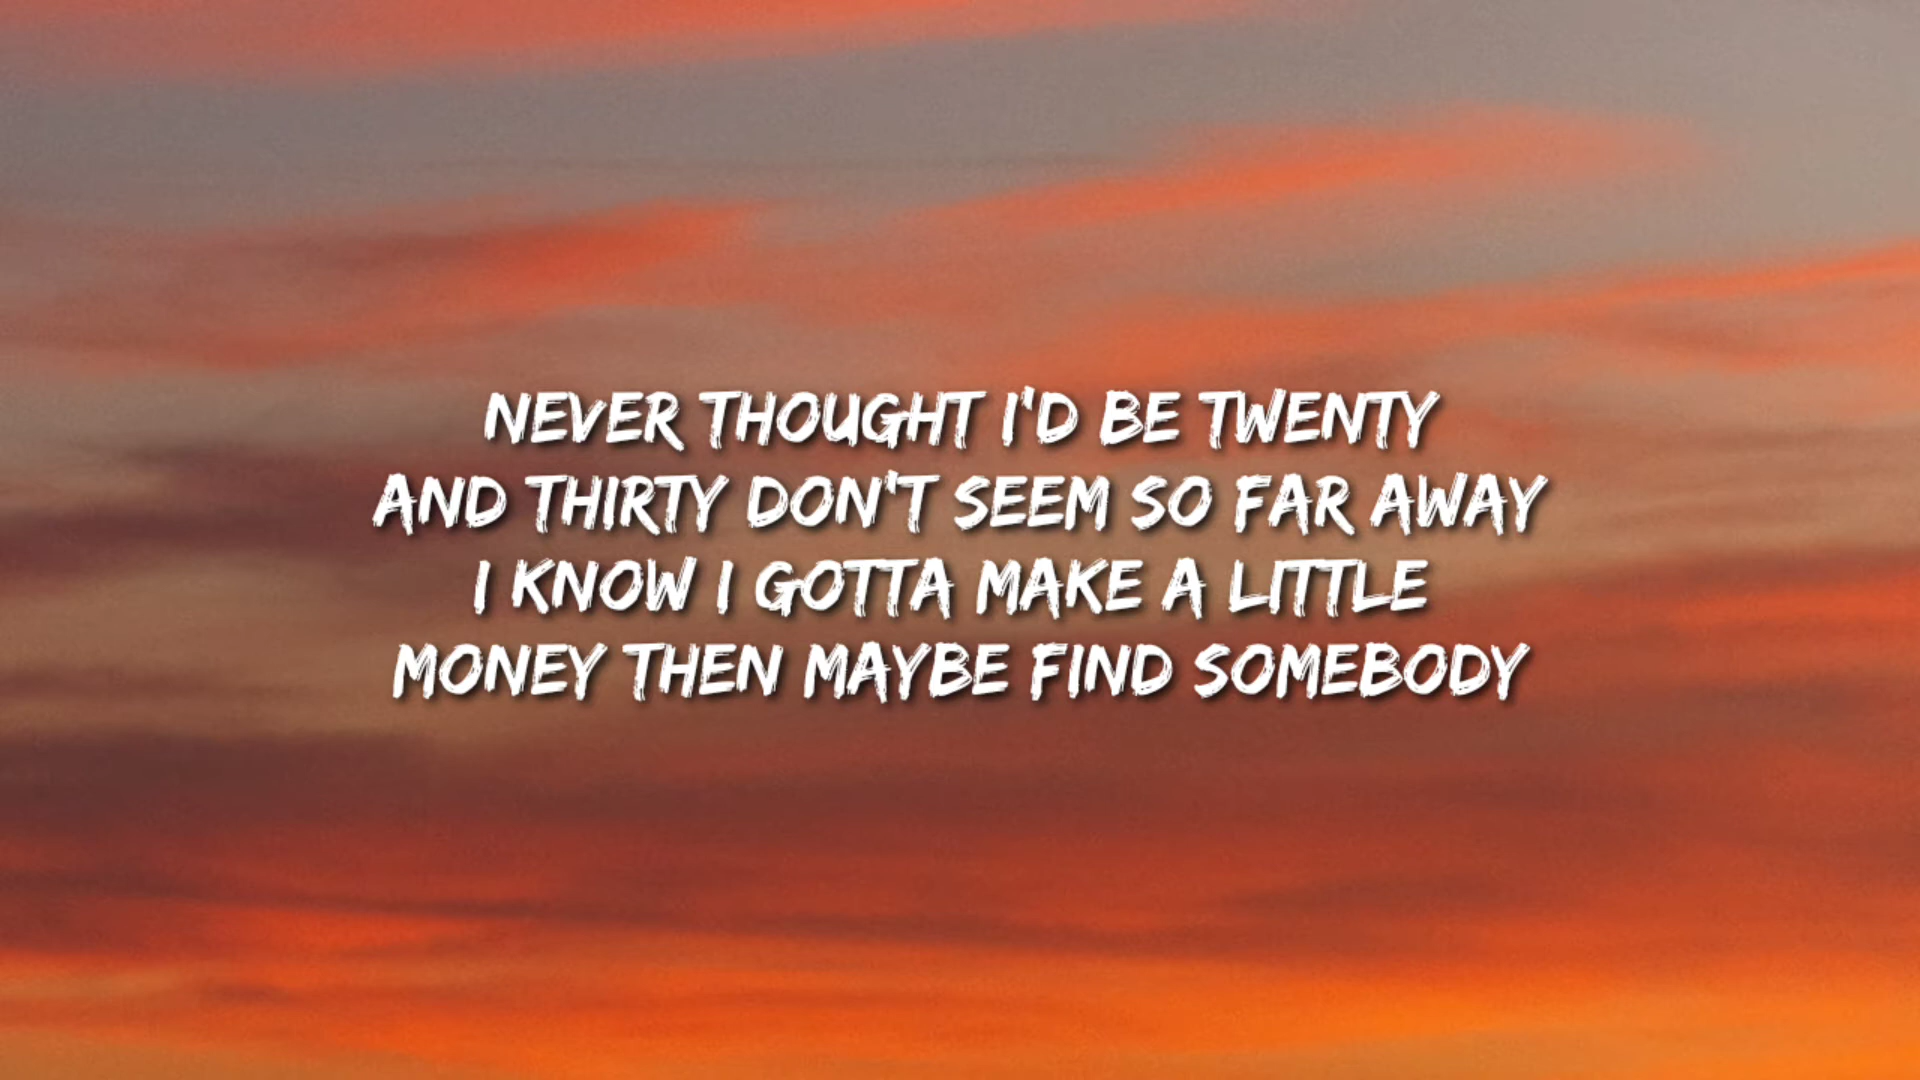 NEVER THOUGHT I'D BE TWENTY
AND THIRTY DON'T SEEM SO FAR AWAY
I KNOW I GOTTA MAKE A LITTLE
MONEY THEN MAYBE FIND SOMEBODY